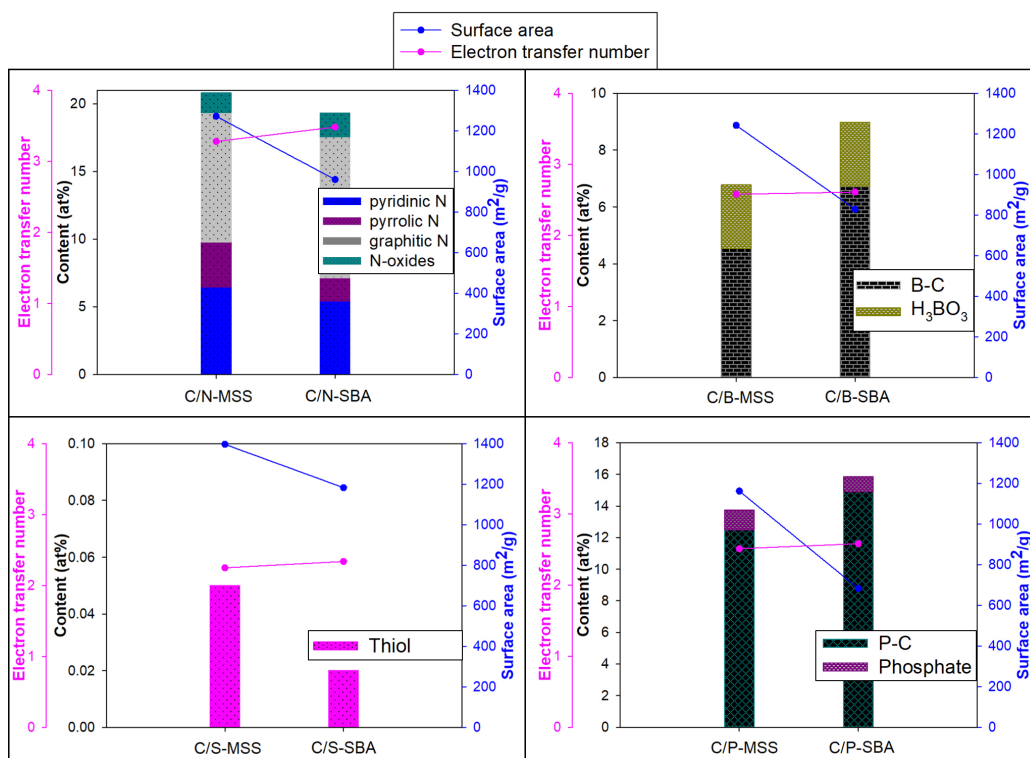 Surface area
Electron transfer number
Electron transfer number
4
3
2
1
0
Content (at%)
20
15
10
5
0
pyridinic N
pyrrolic N
graphitic N
N-oxides
C/N-MSS
C/N-SBA
1400
1200
1000
800
600
400
200
0
Surface area (m²/g)
Electron transfer number
4
3
2
1
0
Content (at%)
10
8
6
4
2
0
B-C
H₃BO₃
C/B-MSS
C/B-SBA
1400
1200
1000
800
600
400
200
0
Surface area (m²/g)
Electron transfer number
4
3
2
1
0
Content (at%)
0.10
0.08
0.06
0.04
0.02
0.00
Thiol
C/S-MSS
C/S-SBA
1400
1200
1000
800
600
400
200
0
Surface area (m²/g)
Electron transfer number
4
3
2
1
0
Content (at%)
18
16
14
12
10
8
6
4
2
0
P-C
Phosphate
C/P-MSS
C/P-SBA
1400
1200
1000
800
600
400
200
0
Surface area (m²/g)